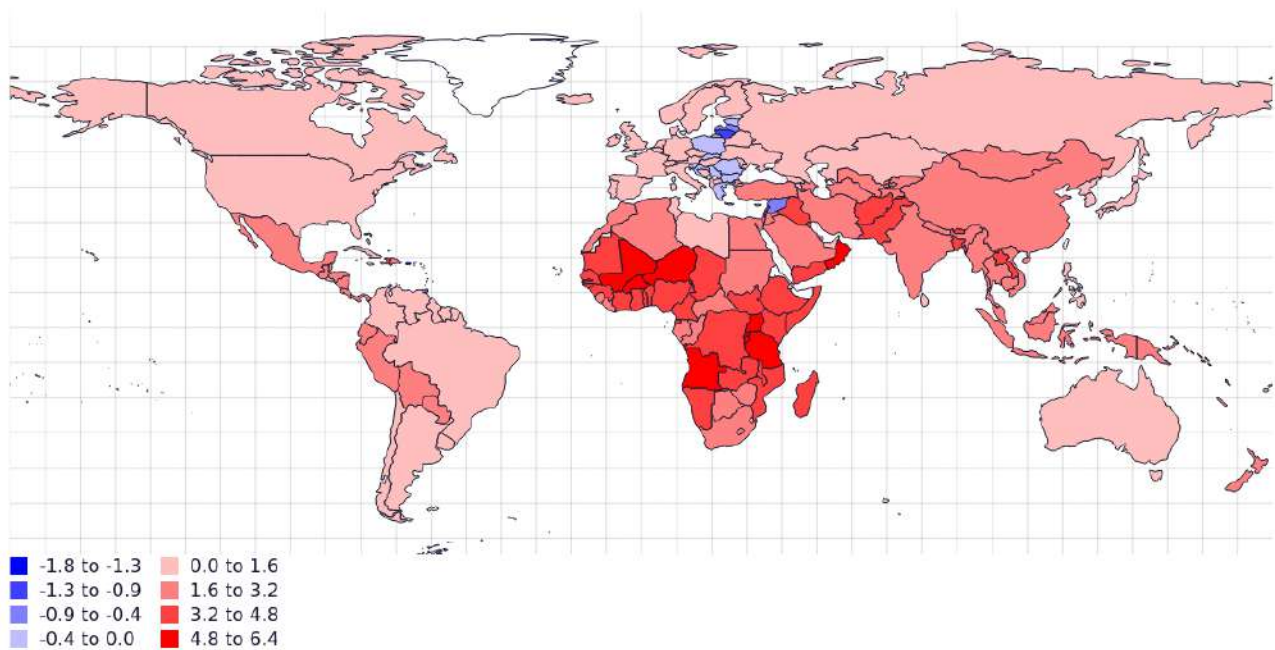 -1.8 to -1.3
-1.3 to -0.9
-0.9 to -0.4
-0.4 to 0.0
0.0 to 1.6
1.6 to 3.2
3.2 to 4.8
4.8 to 6.4